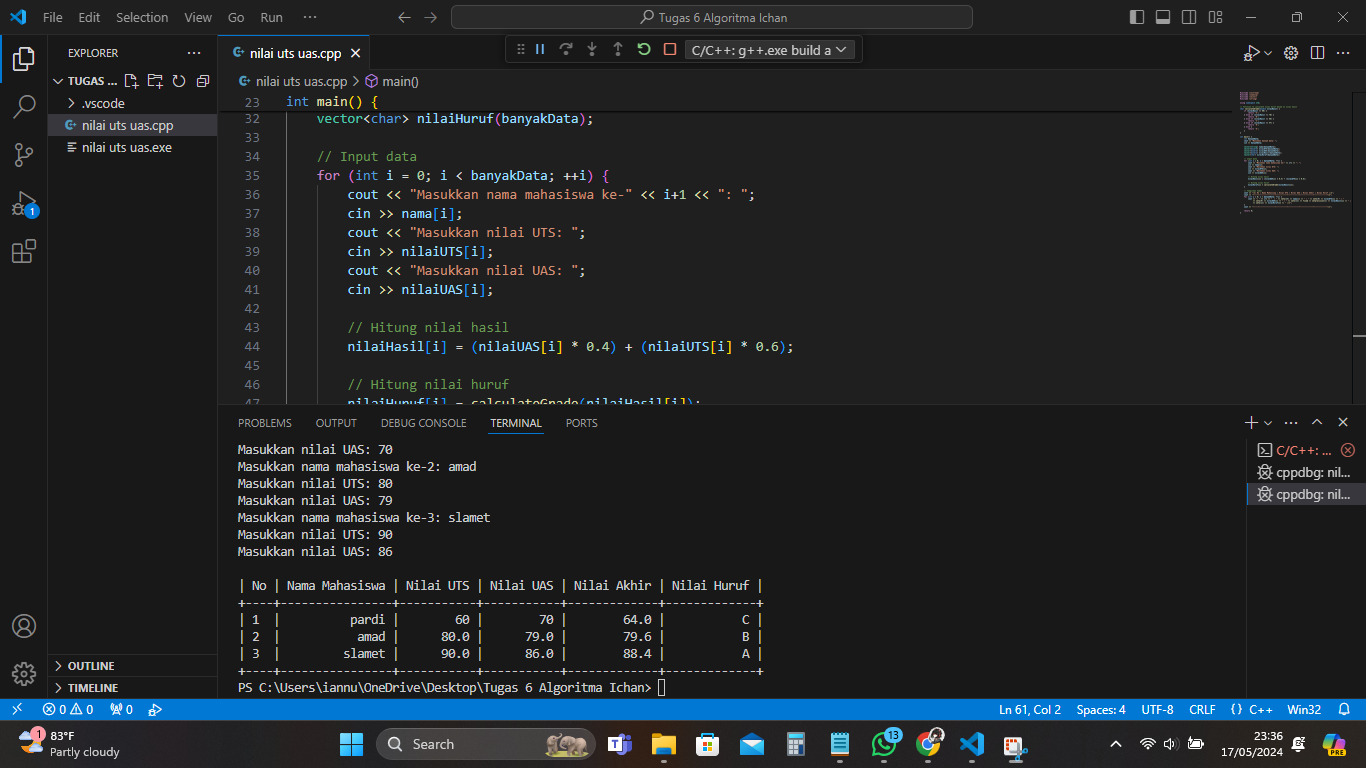 File Edit Selection View Go Run ··· Tugas 6 Algoritma Ichan
EXPLORER ···
TUGAS ...
.vscode
nilai uts uas.cpp
nilai uts uas.exe
OUTLINE
TIMELINE
1
nilai uts uas.cpp
C/C++: g++.exe build a
nilai uts uas.cpp > main()
23 int main() {
32 vector<char> nilaiHuruf(banyakData);
33
34 // Input data
35 for (int i = 0; i < banyakData; ++i) {
36 cout << "Masukkan nama mahasiswa ke-" << i+1 << ": ";
37 cin >> nama[i];
38 cout << "Masukkan nilai UTS: ";
39 cin >> nilaiUTS[i];
40 cout << "Masukkan nilai UAS: ";
41 cin >> nilaiUAS[i];
42
43 // Hitung nilai hasil
44 nilaiHasil[i] = (nilaiUAS[i] * 0.4) + (nilaiUTS[i] * 0.6);
45
46 // Hitung nilai huruf
47 nilaiHuruf[i] = calculateGrade(nilaiHasil[i]);
PROBLEMS OUTPUT DEBUG CONSOLE TERMINAL PORTS
Masukkan nilai UAS: 70
Masukkan nama mahasiswa ke-2: amad
Masukkan nilai UTS: 80
Masukkan nilai UAS: 79
Masukkan nama mahasiswa ke-3: slamet
Masukkan nilai UTS: 90
Masukkan nilai UAS: 86
| No | Nama Mahasiswa | Nilai UTS | Nilai UAS | Nilai Akhir | Nilai Huruf |
+----+----------------+-----------+-----------+-------------+-------------+
| 1 | pardi | 60 | 70 | 64.0 | C |
| 2 | amad | 80.0 | 79.0 | 79.6 | B |
| 3 | slamet | 90.0 | 86.0 | 88.4 | A |
+----+----------------+-----------+-----------+-------------+-------------+
PS C:\Users\iannu\OneDrive\Desktop\Tugas 6 Algoritma Ichan>
C/C++: ...
cppdbg: nil...
cppdbg: nil...
0 0 0 Ln 61, Col 2 Spaces: 4 UTF-8 CRLF {} C++ Win32
1 83°F
Partly cloudy
Search
13
23:36
17/05/2024
PRE